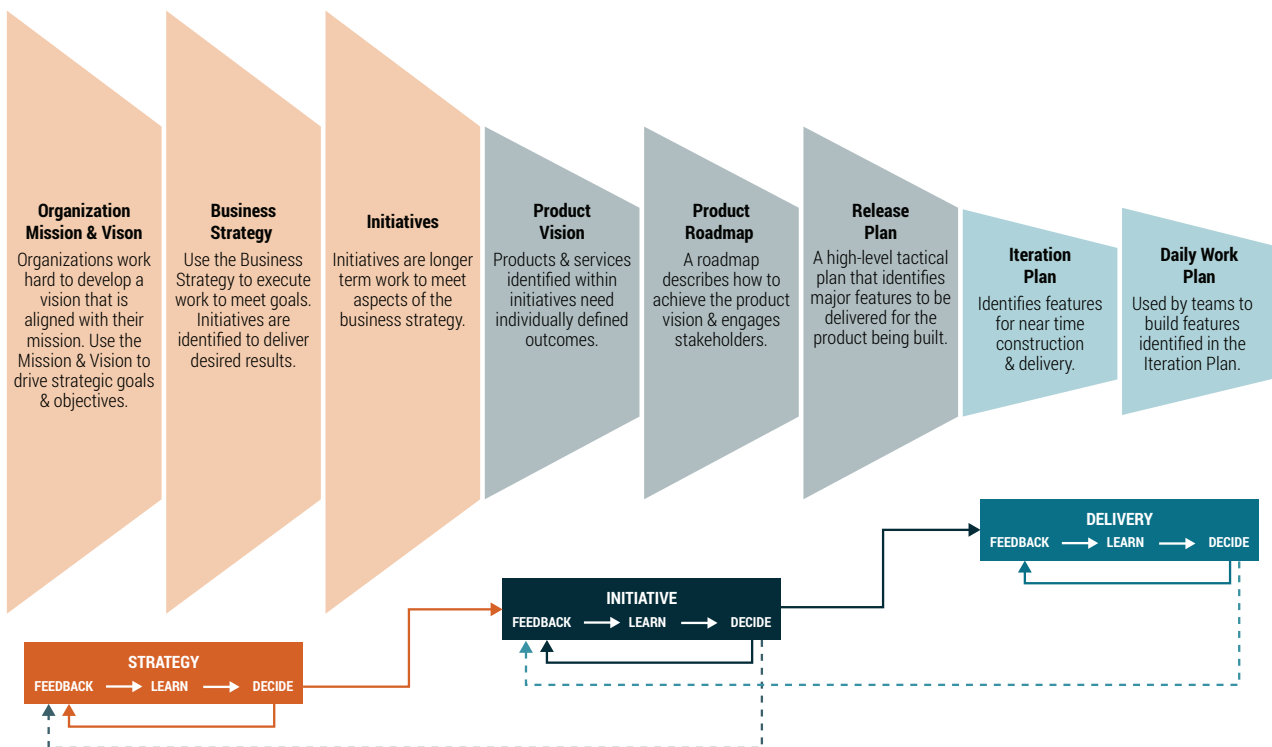 Organization
Mission & Vison
Organizations work
hard to develop a
vision that is
aligned with their
mission. Use the
Mission & Vision to
drive strategic goals
& objectives.
Business
Strategy
Use the Business
Strategy to execute
work to meet goals.
Initiatives are
identified to deliver
desired results.
Initiatives
Initiatives are longer
term work to meet
aspects of the
business strategy.
Product
Vision
Products & services
identified within
initiatives need
individually defined
outcomes.
Product
Roadmap
A roadmap
describes how to
achieve the product
vision & engages
stakeholders.
Release
Plan
A high-level tactical
plan that identifies
major features to be
delivered for the
product being built.
Iteration
Plan
Identifies features
for near time
construction
& delivery.
Daily Work
Plan
Used by teams to
build features
identified in the
Iteration Plan.
STRATEGY
FEEDBACK LEARN DECIDE
INITIATIVE
FEEDBACK LEARN DECIDE
DELIVERY
FEEDBACK LEARN DECIDE